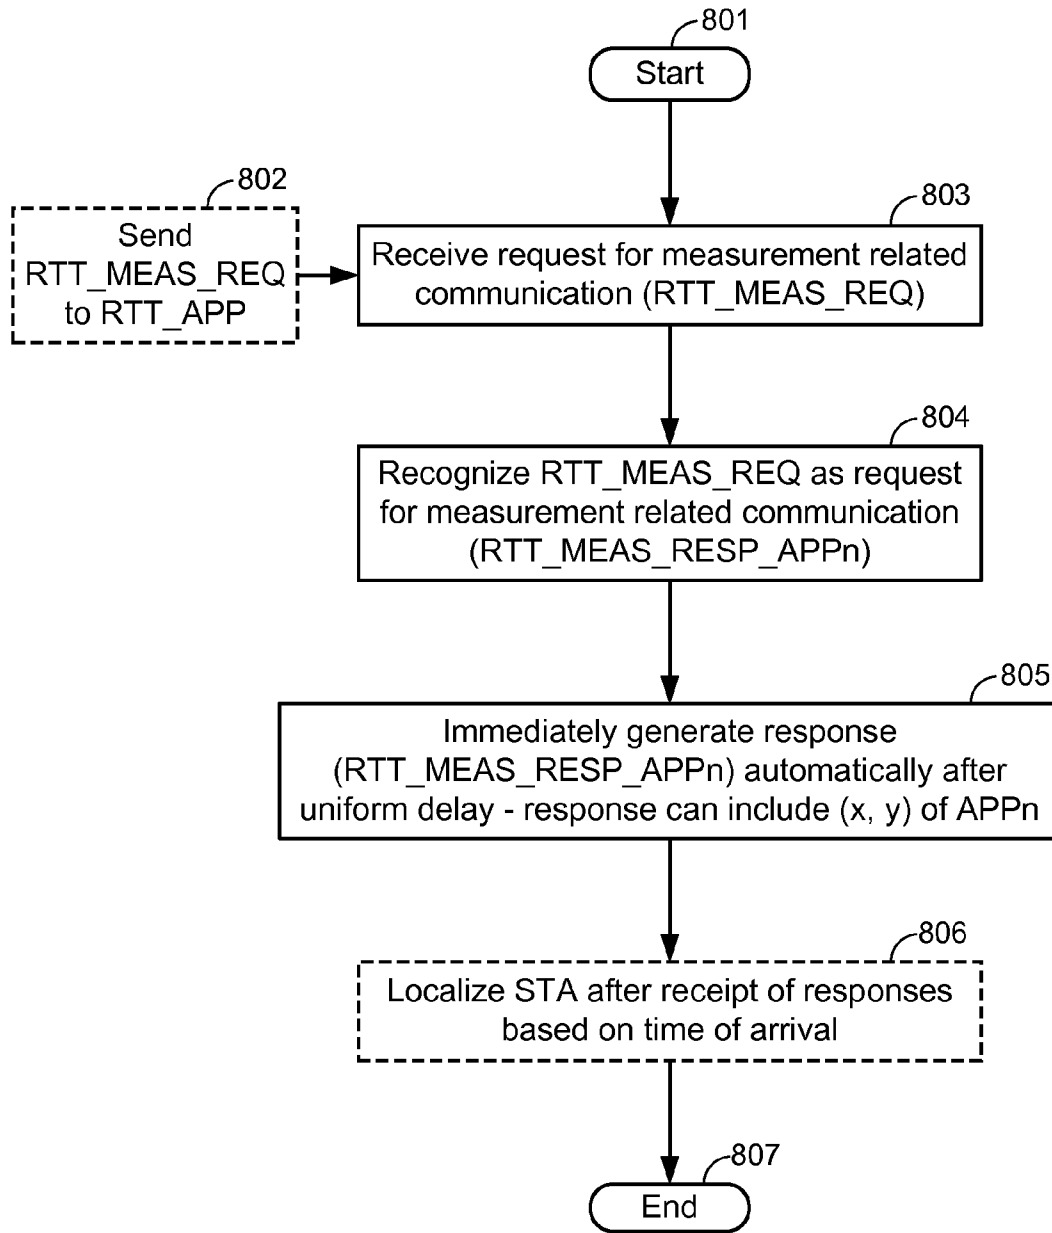 801
Start
802
Send
RTT_MEAS_REQ
to RTT_APP
803
Receive request for measurement related
communication (RTT_MEAS_REQ)
804
Recognize RTT_MEAS_REQ as request
for measurement related communication
(RTT_MEAS_RESP_APPn)
805
Immediately generate response
(RTT_MEAS_RESP_APPn) automatically after
uniform delay - response can include (x, y) of APPn
806
Localize STA after receipt of responses
based on time of arrival
807
End